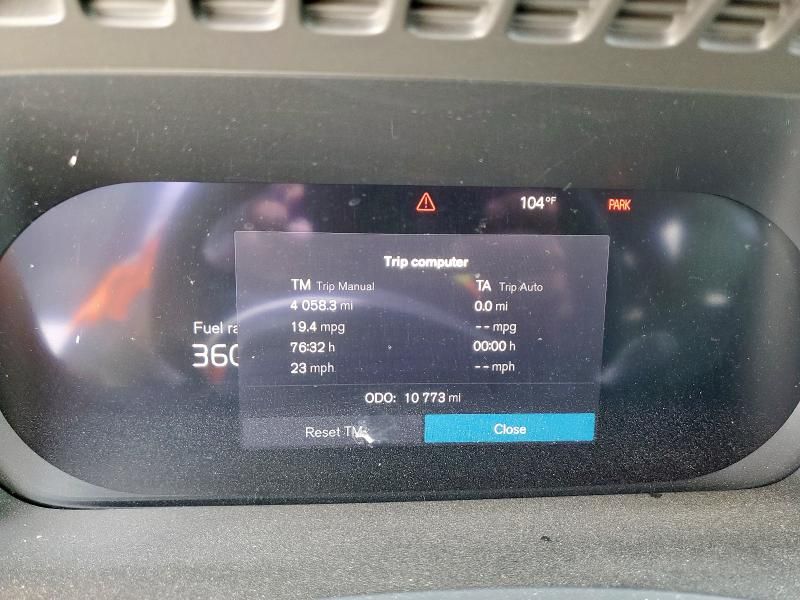 104°F PARK
Trip computer
TM Trip Manual TA Trip Auto
4 058.3 mi 0.0 mi
Fuel
19.4 mpg -- mpg
76:32 h 00:00 h
23 mph -- mph
ODO: 10 773 mi
Reset TM Close